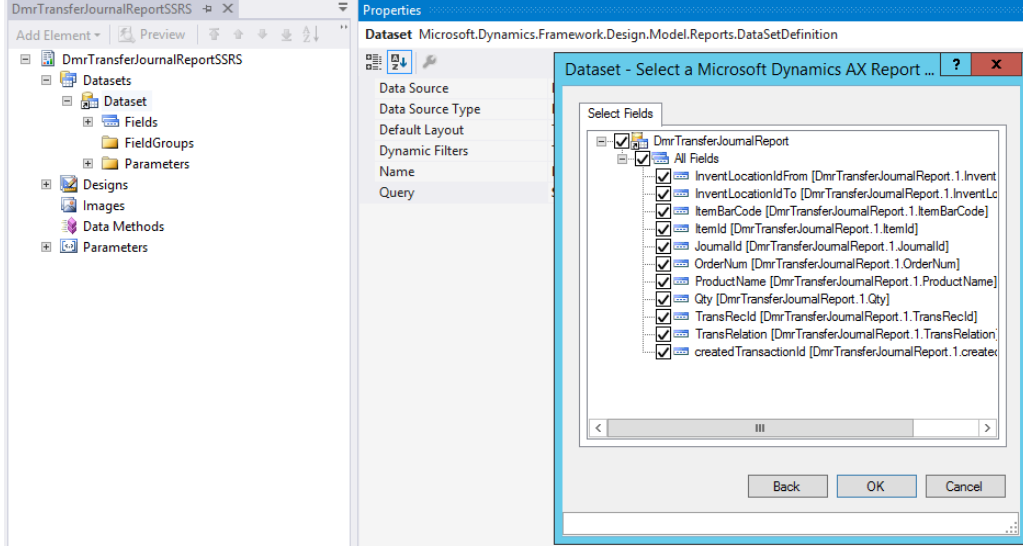 DmrTransferJournalReportSSRS
Add Element
Preview
DmrTransferJournalReportSSRS
Datasets
Dataset
Fields
FieldGroups
Parameters
Designs
Images
Data Methods
Parameters
Properties
Dataset Microsoft.Dynamics.Framework.Design.Model.Reports.DataSetDefinition
Data Source
Data Source Type
Default Layout
Dynamic Filters
Name
Query
Dataset - Select a Microsoft Dynamics AX Report ...
?
x
Select Fields
DmrTransferJournalReport
All Fields
InventLocationIdFrom [DmrTransferJournalReport.1.Invent
InventLocationIdTo [DmrTransferJournalReport.1.InventLo
ItemBarCode [DmrTransferJournalReport.1.ItemBarCode]
ItemId [DmrTransferJournalReport.1.ItemId]
JournalId [DmrTransferJournalReport.1.JournalId]
OrderNum [DmrTransferJournalReport.1.OrderNum]
ProductName [DmrTransferJournalReport.1.ProductName]
Qty [DmrTransferJournalReport.1.Qty]
TransRecId [DmrTransferJournalReport.1.TransRecId]
TransRelation [DmrTransferJournalReport.1.TransRelation
createdTransactionId [DmrTransferJournalReport.1.created
Back
OK
Cancel